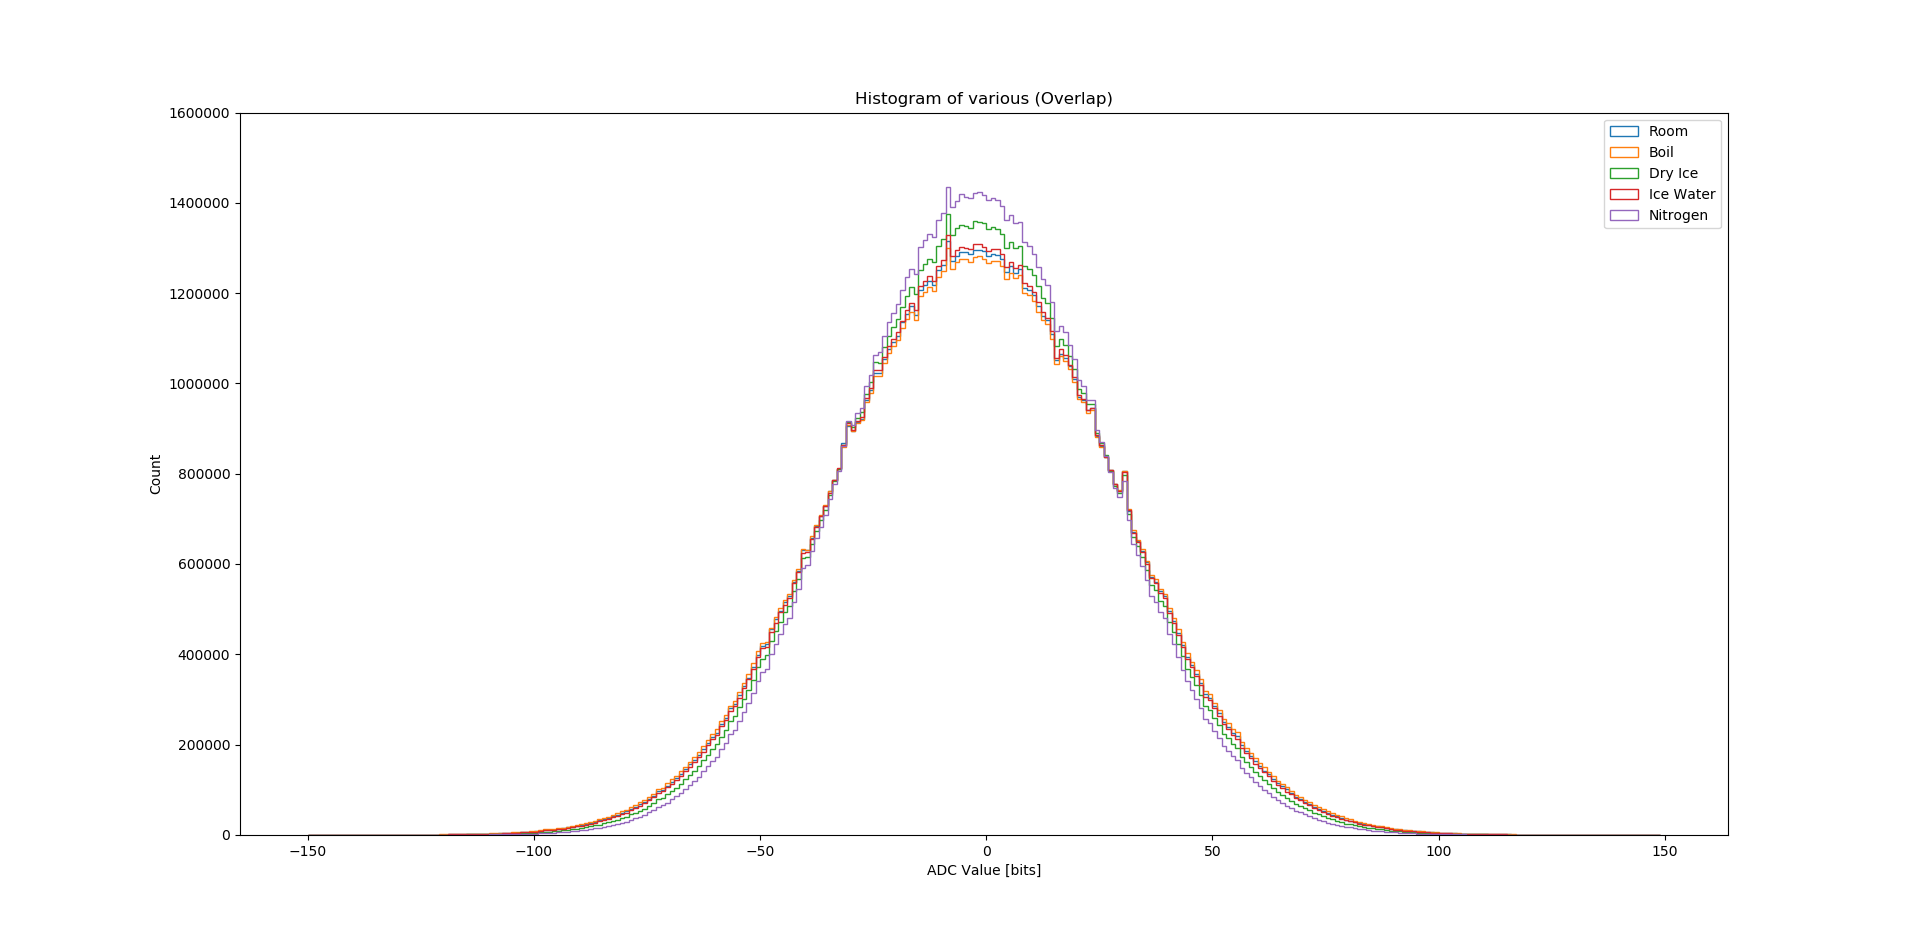 Histogram of various (Overlap)
1600000
1400000
1200000
1000000
800000
600000
400000
200000
0
Count
Room
Boil
Dry Ice
Ice Water
Nitrogen
−150
−100
−50
0
50
100
150
ADC Value [bits]